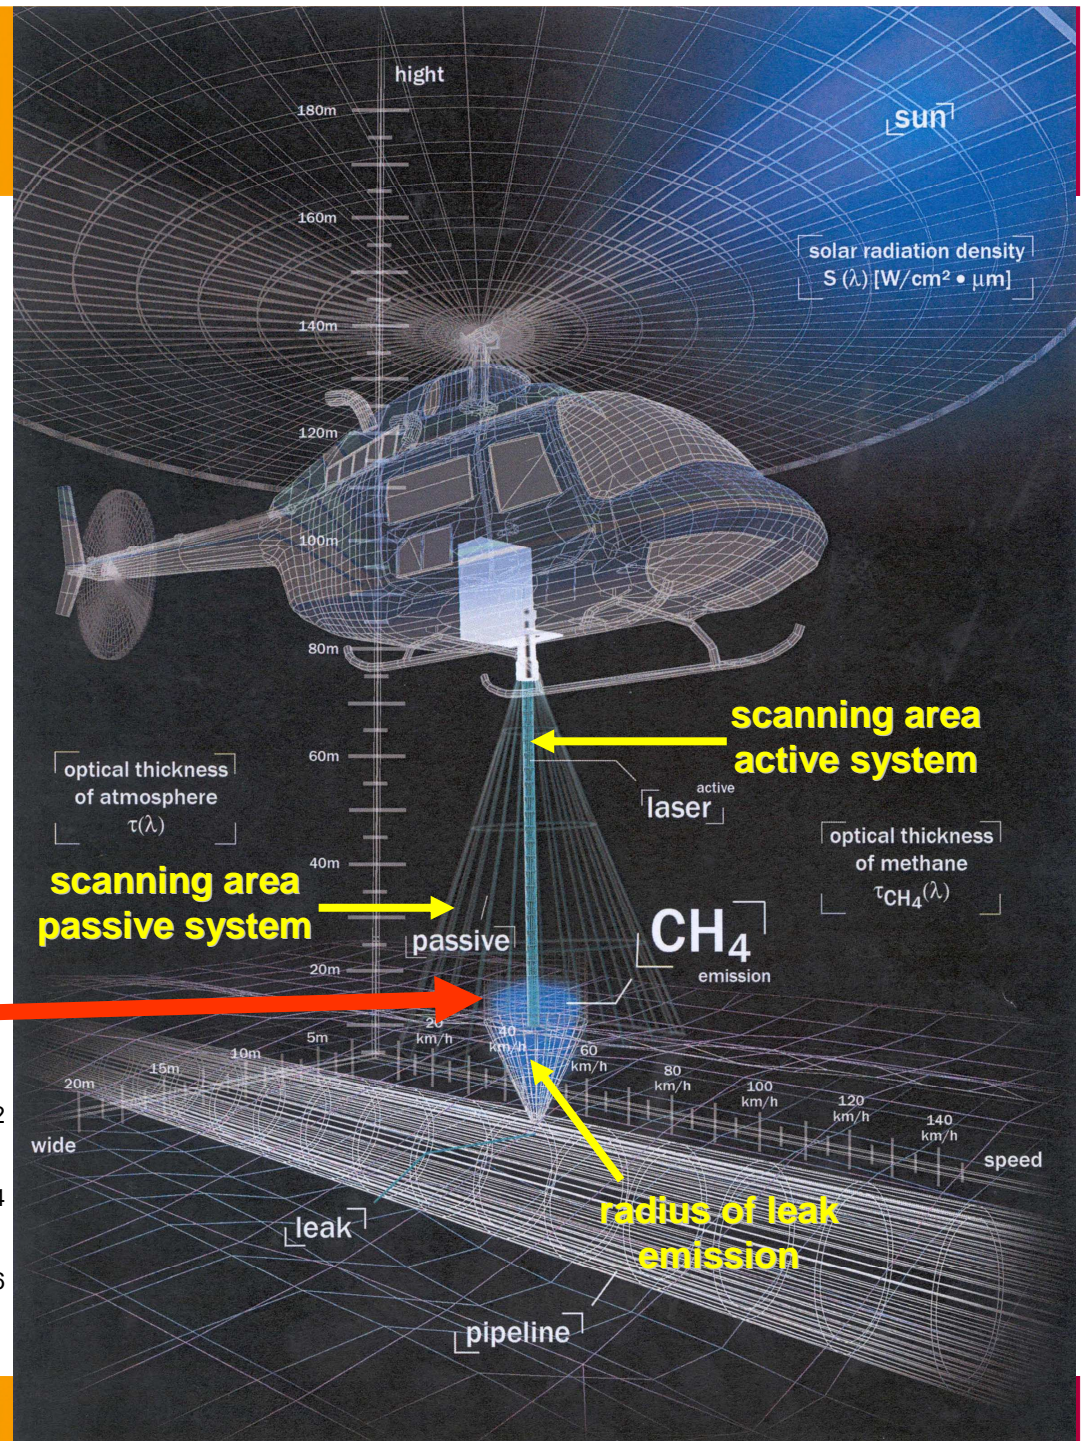 hight
180m
sun
160m
solar radiation density
S (λ) [W/cm² • μm]
140m
120m
100m
80m
scanning area
active system
60m
optical thickness
of atmosphere
τ(λ)
active
laser
optical thickness
of methane
τCH₄(λ)
40m
scanning area
passive system
passive
CH₄
emission
20m
5m
10m
15m
20m
wide
20
km/h
40
km/h
60
km/h
80
km/h
100
km/h
120
km/h
140
km/h
speed
2
4
6
leak
radius of leak
emission
pipeline